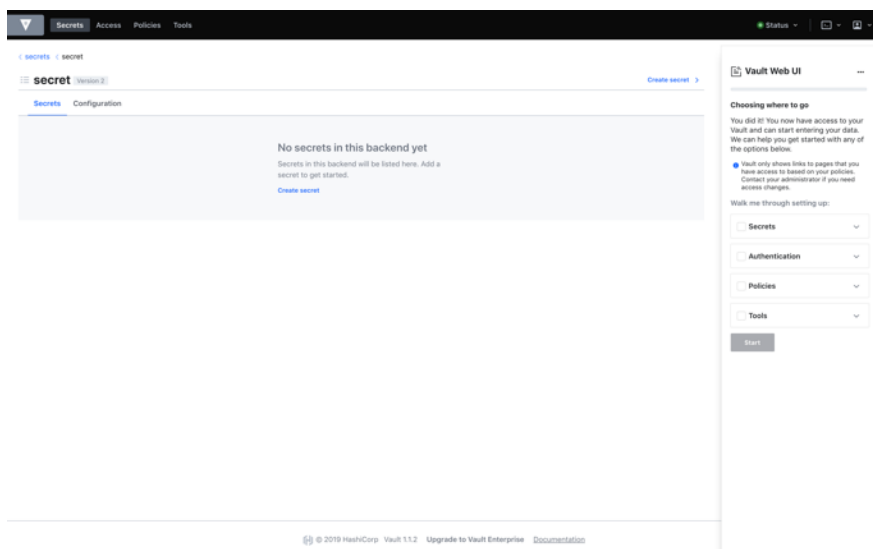 Secrets Access Policies Tools
Status
< secrets < secret
secret Version 2
Create secret >
Secrets Configuration
No secrets in this backend yet
Secrets in this backend will be listed here. Add a
secret to get started.
Create secret
Vault Web UI
Choosing where to go
You did it! You now have access to your
Vault and can start entering your data.
We can help you get started with any of
the options below.
Vault only shows links to pages that you
have access to based on your policies.
Contact your administrator if you need
access changes.
Walk me through setting up:
Secrets
Authentication
Policies
Tools
Start
© 2019 HashiCorp Vault 1.1.2 Upgrade to Vault Enterprise Documentation